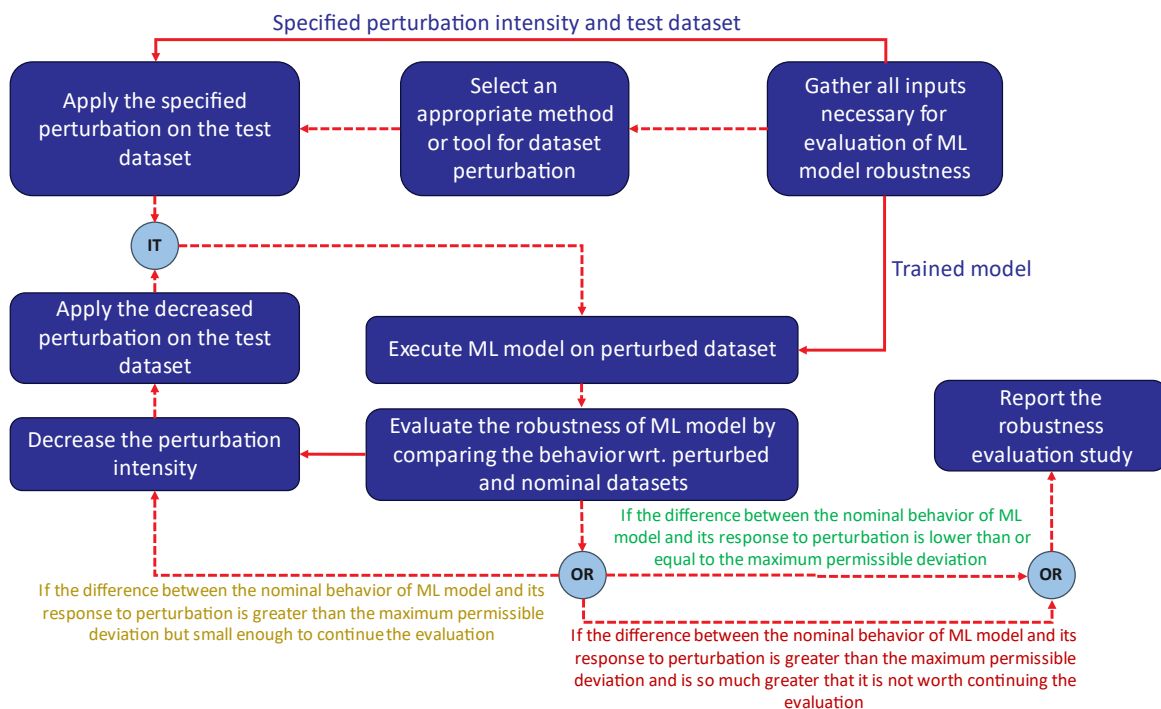 Specified perturbation intensity and test dataset
Apply the specified
perturbation on the test
dataset
Select an
appropriate method
or tool for dataset
perturbation
Gather all inputs
necessary for
evaluation of ML
model robustness
IT
Trained model
Apply the decreased
perturbation on the test
dataset
Execute ML model on perturbed dataset
Decrease the perturbation
intensity
Evaluate the robustness of ML model by
comparing the behavior wrt. perturbed
and nominal datasets
Report the
robustness
evaluation study
If the difference between the nominal behavior of ML
model and its response to perturbation is lower than or
equal to the maximum permissible deviation
OR
OR
If the difference between the nominal behavior of ML model and its
response to perturbation is greater than the maximum permissible
deviation but small enough to continue the evaluation
If the difference between the nominal behavior of ML model and its
response to perturbation is greater than the maximum permissible
deviation and is so much greater that it is not worth continuing the
evaluation